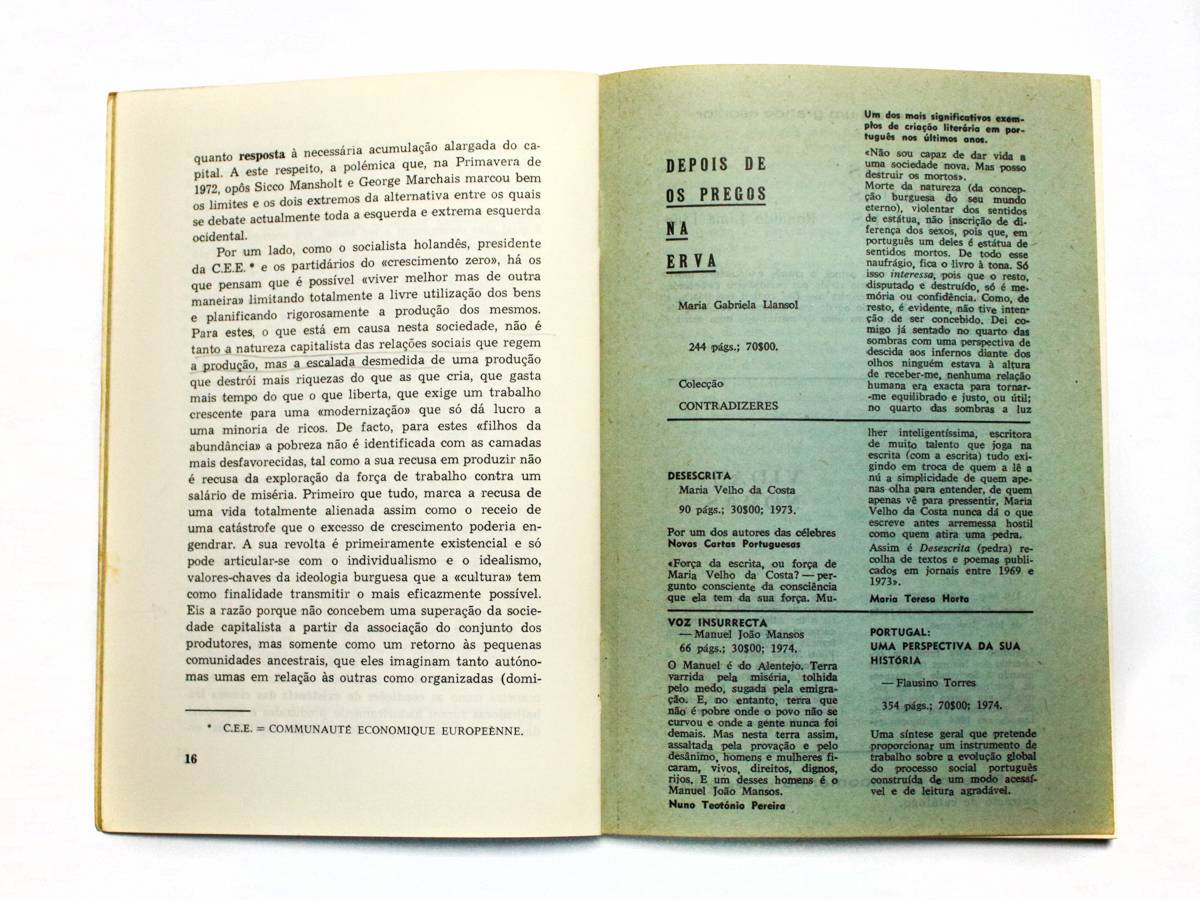 quanto resposta à necessária acumulação alargada do ca-
pital. A este respeito, a polémica que, na Primavera de
1972, opôs Sicco Mansholt e George Marchais marcou bem
os limites e os dois extremos da alternativa entre os quais
se debate actualmente toda a esquerda e extrema esquerda
ocidental.
Por um lado, como o socialista holandês, presidente
da C.E.E. * e os partidários do «crescimento zero», há os
que pensam que é possível «viver melhor mas de outra
maneira» limitando totalmente a livre utilização dos bens
e planificando rigorosamente a produção dos mesmos.
Para estes, o que está em causa nesta sociedade, não é
tanto a natureza capitalista das relações sociais que regem
a produção, mas a escalada desmedida de uma produção
que destrói mais riquezas do que as que cria, que gasta
mais tempo do que o que liberta, que exige um trabalho
crescente para uma «modernização» que só dá lucro a
uma minoria de ricos. De facto, para estes «filhos da
abundância» a pobreza não é identificada com as camadas
mais desfavorecidas, tal como a sua recusa em produzir não
é recusa da exploração da força de trabalho contra um
salário de miséria. Primeiro que tudo, marca a recusa de
uma vida totalmente alienada assim como o receio de
uma catástrofe que o excesso de crescimento poderia en-
gendrar. A sua revolta é primeiramente existencial e só
pode articular-se com o individualismo e o idealismo,
valores-chaves da ideologia burguesa que a «cultura» tem
como finalidade transmitir o mais eficazmente possível.
Eis a razão porque não concebem uma superação da socie-
dade capitalista a partir da associação do conjunto dos
produtores, mas somente como um retorno às pequenas
comunidades ancestrais, que eles imaginam tanto autóno-
mas umas em relação às outras como organizadas (domi-
* C.E.E. = COMMUNAUTÉ ECONOMIQUE EUROPEÈNNE.
16
DEPOIS DE
OS PREGOS
NA
ERVA
Maria Gabriela Llansol
244 págs.; 70$00.
Colecção
CONTRADIZERES
Um dos mais significativos exem-
plos de criação literária em por-
tuguês nos últimos anos.
«Não sou capaz de dar vida a
uma sociedade nova. Mas posso
destruir os mortos».
Morte da natureza (da concep-
ção burguesa do seu mundo
eterno), violentar dos sentidos
de estátua, não inscrição de di-
ferença dos sexos, pois que, em
português um deles é estátua de
sentidos mortos. De todo esse
naufrágio, fica o livro à tona. Só
isso interessa, pois que o resto,
disputado e destruído, só é me-
mória ou confidência. Como, de
resto, é evidente, não tive inten-
ção de ser concebido. Dei co-
migo já sentado no quarto das
sombras com uma perspectiva de
descida aos infernos diante dos
olhos ninguém estava à altura
de receber-me, nenhuma relação
humana era exacta para tornar-
-me equilibrado e justo, ou útil;
no quarto das sombras a luz
DESESCRITA
Maria Velho da Costa
90 págs.; 30$00; 1973.
Por um dos autores das célebres
Novas Cartas Portuguesas
«Força da escrita, ou força de
Maria Velho da Costa? — per-
gunto consciente da consciência
que ela tem da sua força. Mu-
lher inteligentíssima, escritora
de muito talento que joga na
escrita (com a escrita) tudo exi-
gindo em troca de quem a lê a
nú a simplicidade de quem ape-
nas olha para entender, de quem
apenas vê para pressentir, Maria
Velho da Costa nunca dá o que
escreve antes arremessa hostil
como quem atira uma pedra.
Assim é Desescrita (pedra) re-
colha de textos e poemas publi-
cados em jornais entre 1969 e
1973».
Maria Teresa Horta
VOZ INSURRECTA
— Manuel João Mansos
66 págs.; 30$00; 1974.
O Manuel é do Alentejo. Terra
varrida pela miséria, tolhida
pelo medo, sugada pela emigra-
ção. E, no entanto, terra que
não é pobre onde o povo não se
curvou e onde a gente nunca foi
demais. Mas nesta terra assim,
assaltada pela provação e pelo
desânimo, homens e mulheres fi-
caram, vivos, direitos, dignos,
rijos. E um desses homens é o
Manuel João Mansos.
Nuno Teotónio Pereira
PORTUGAL:
UMA PERSPECTIVA DA SUA
HISTÓRIA
— Flausino Torres
354 págs.; 70$00; 1974.
Uma síntese geral que pretende
proporcionar um instrumento de
trabalho sobre a evolução global
do processo social português
construída de um modo acessí-
vel e de leitura agradável.